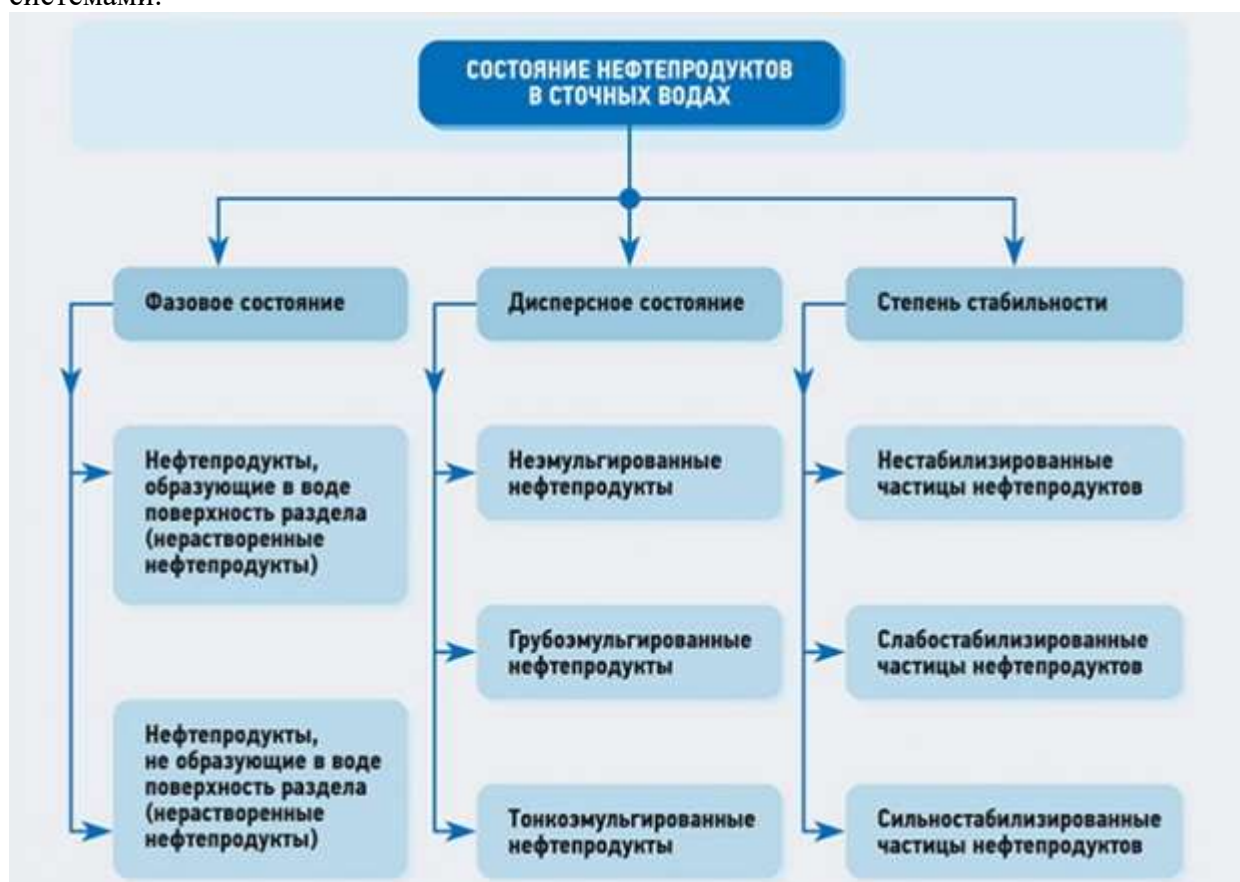 системами.
СОСТОЯНИЕ НЕФТЕПРОДУКТОВ
В СТОЧНЫХ ВОДАХ
Фазовое состояние
Нефтепродукты,
образующие в воде
поверхность раздела
(нерастворенные
нефтепродукты)
Нефтепродукты,
не образующие в воде
поверхность раздела
(нерастворенные
нефтепродукты)
Дисперсное состояние
Неэмульгированные
нефтепродукты
Грубоэмульгированные
нефтепродукты
Тонкоэмульгированные
нефтепродукты
Степень стабильности
Нестабилизированные
частицы нефтепродуктов
Слабостабилизированные
частицы нефтепродуктов
Сильностабилизированные
частицы нефтепродуктов